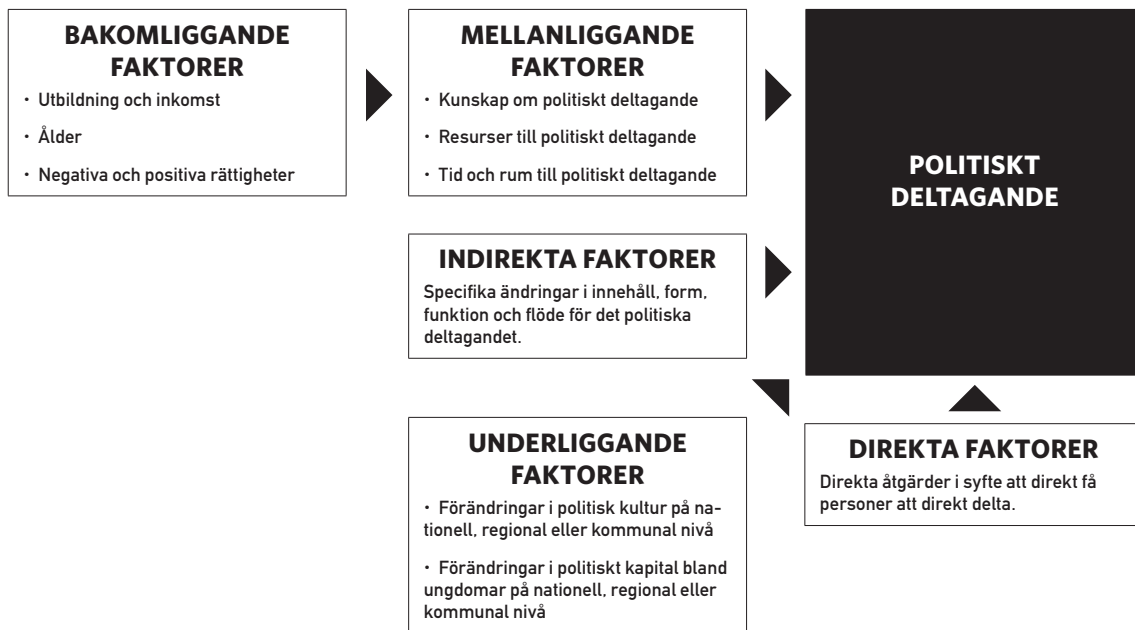 BAKOMLIGGANDE
FAKTORER
· Utbildning och inkomst
· Ålder
· Negativa och positiva rättigheter
MELLANLIGGANDE
FAKTORER
· Kunskap om politiskt deltagande
· Resurser till politiskt deltagande
· Tid och rum till politiskt deltagande
POLITISKT
DELTAGANDE
INDIREKTA FAKTORER
Specifika ändringar i innehåll, form,
funktion och flöde för det politiska
deltagandet.
UNDERLIGGANDE
FAKTORER
· Förändringar i politisk kultur på na-
tionell, regional eller kommunal nivå
· Förändringar i politiskt kapital bland
ungdomar på nationell, regional eller
kommunal nivå
DIREKTA FAKTORER
Direkta åtgärder i syfte att direkt få
personer att direkt delta.